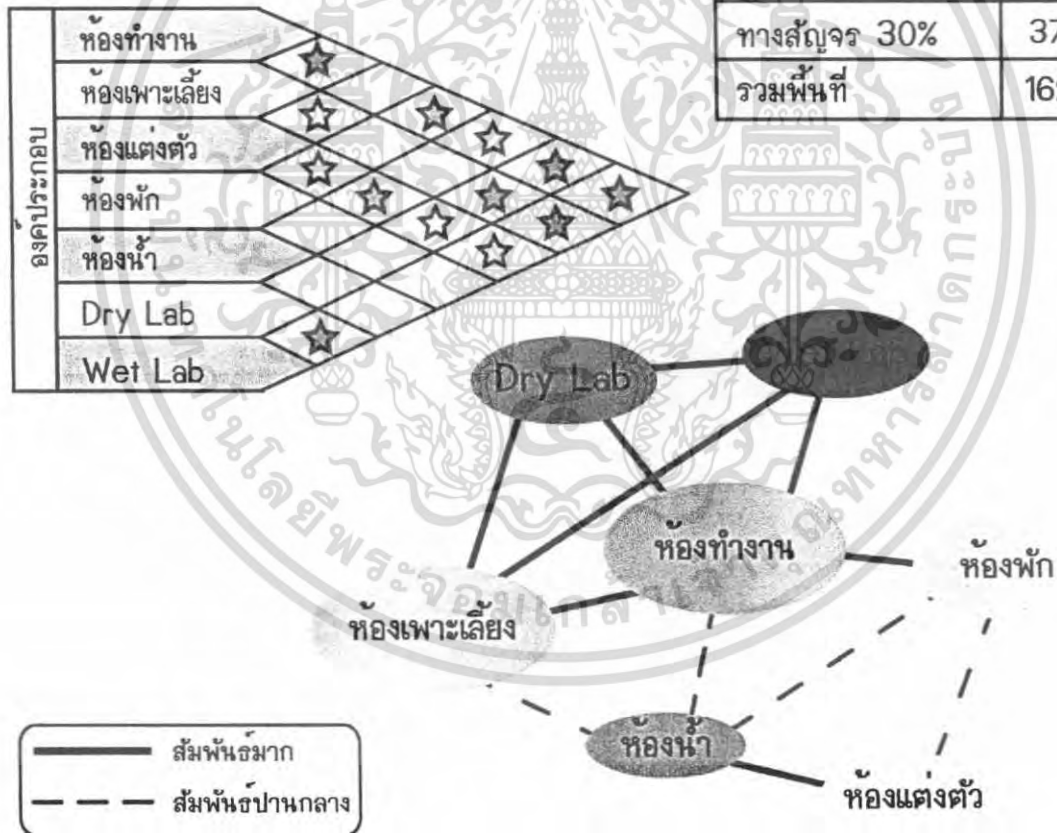 องค์ประกอบ
ห้องทำงาน
ห้องเพาะเลี้ยง
ห้องแต่งตัว
ห้องพัก
ห้องน้ำ
Dry Lab
Wet Lab
ทางสัญจร 30% 37
รวมพื้นที่ 16
Dry Lab
ห้องทำงาน
ห้องพัก
ห้องเพาะเลี้ยง
ห้องน้ำ
ห้องแต่งตัว
สัมพันธ์มาก
สัมพันธ์ปานกลาง